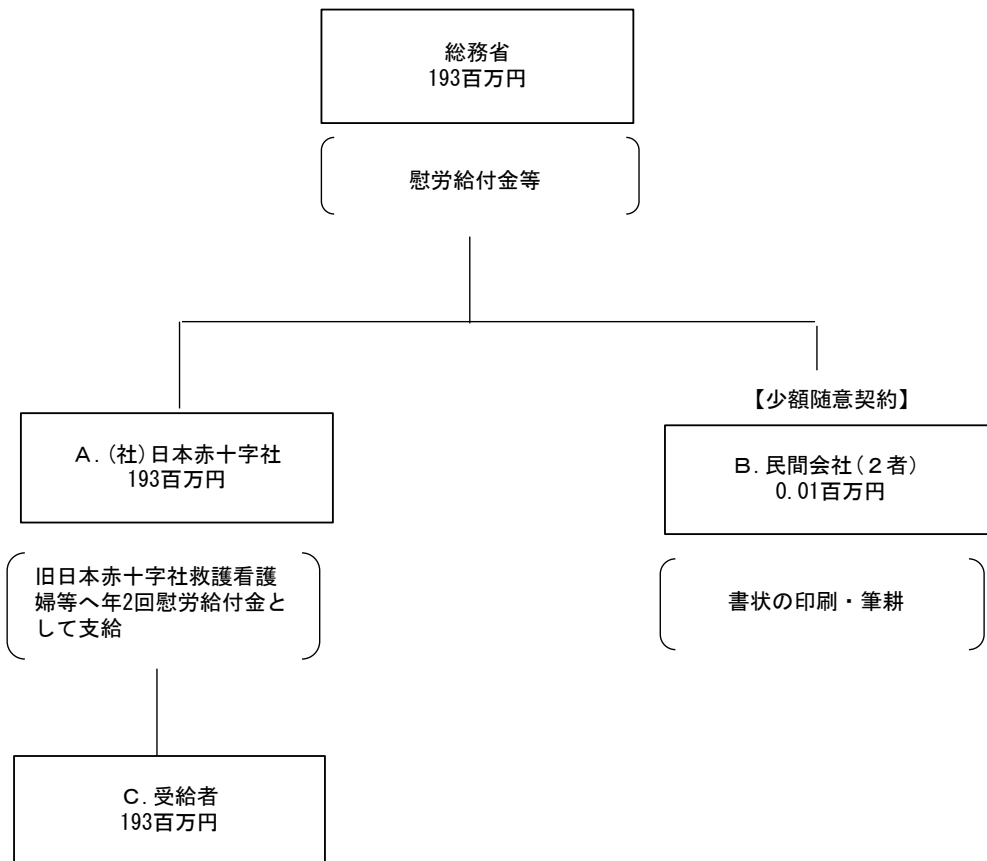 総務省
193百万円
慰労給付金等
A.(社)日本赤十字社
193百万円
【少額随意契約】
B.民間会社(2者)
0.01百万円
旧日本赤十字社救護看護
婦等へ年2回慰労給付金と
して支給
書状の印刷・筆耕
C.受給者
193百万円